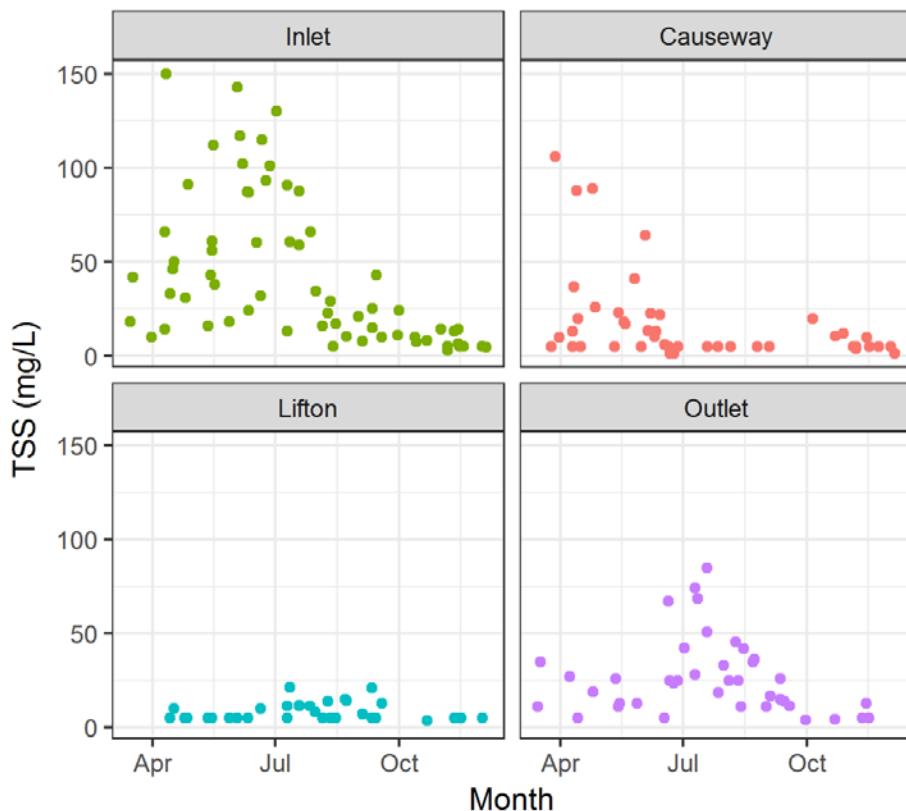 Inlet
Causeway
150
100
50
0
Lifton
Outlet
150
100
50
0
TSS (mg/L)
Apr
Jul
Oct
Apr
Jul
Oct
Month